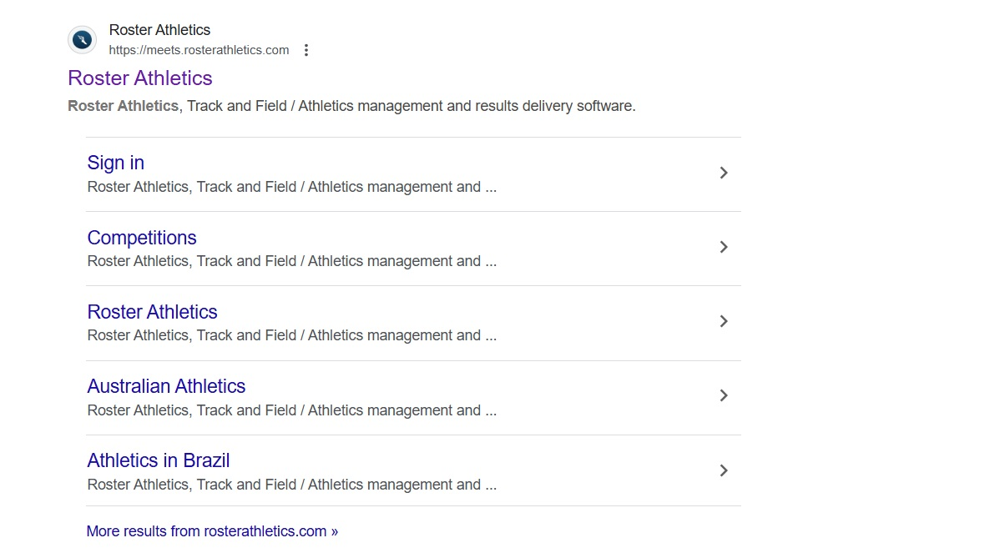 Roster Athletics
https://meets.rosterathletics.com
Roster Athletics
Roster Athletics, Track and Field / Athletics management and results delivery software.
Sign in
Roster Athletics, Track and Field / Athletics management and ...
Competitions
Roster Athletics, Track and Field / Athletics management and ...
Roster Athletics
Roster Athletics, Track and Field / Athletics management and ...
Australian Athletics
Roster Athletics, Track and Field / Athletics management and ...
Athletics in Brazil
Roster Athletics, Track and Field / Athletics management and ...
More results from rosterathletics.com »